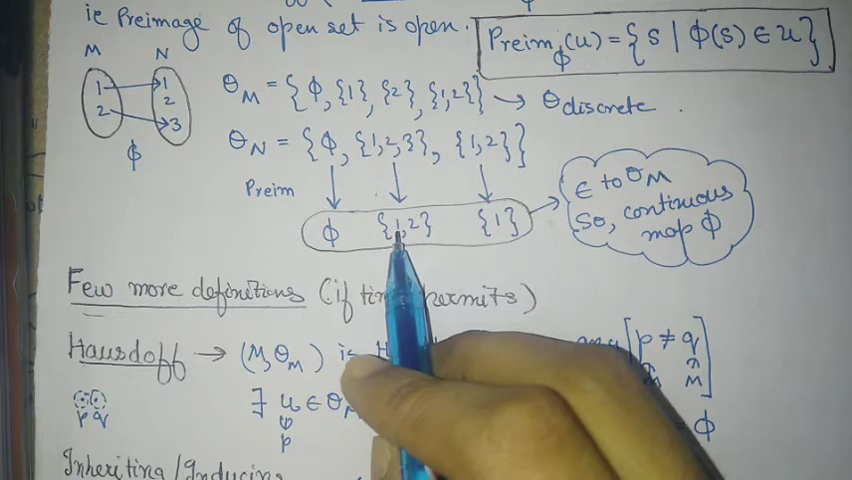 ie Preimage of open set is open.
Preim_ϕ(u) = {s | ϕ(s) ∈ u}
M N
1 1
2 2
3
ϕ
θ_M = {ϕ, {1}, {2}, {1,2}} → θ discrete.
θ_N = {ϕ, {1,2,3}, {1,2}}
Preim
ϕ {1,2} {1}
∈ to θ_M
So, continuous
map ϕ
Few more definitions (if permits)
Hausdoff → (M, θ_M) is
p ≠ q
M
p q
∃ u ∈ θ
p
= ϕ
Inheriting/Inducing